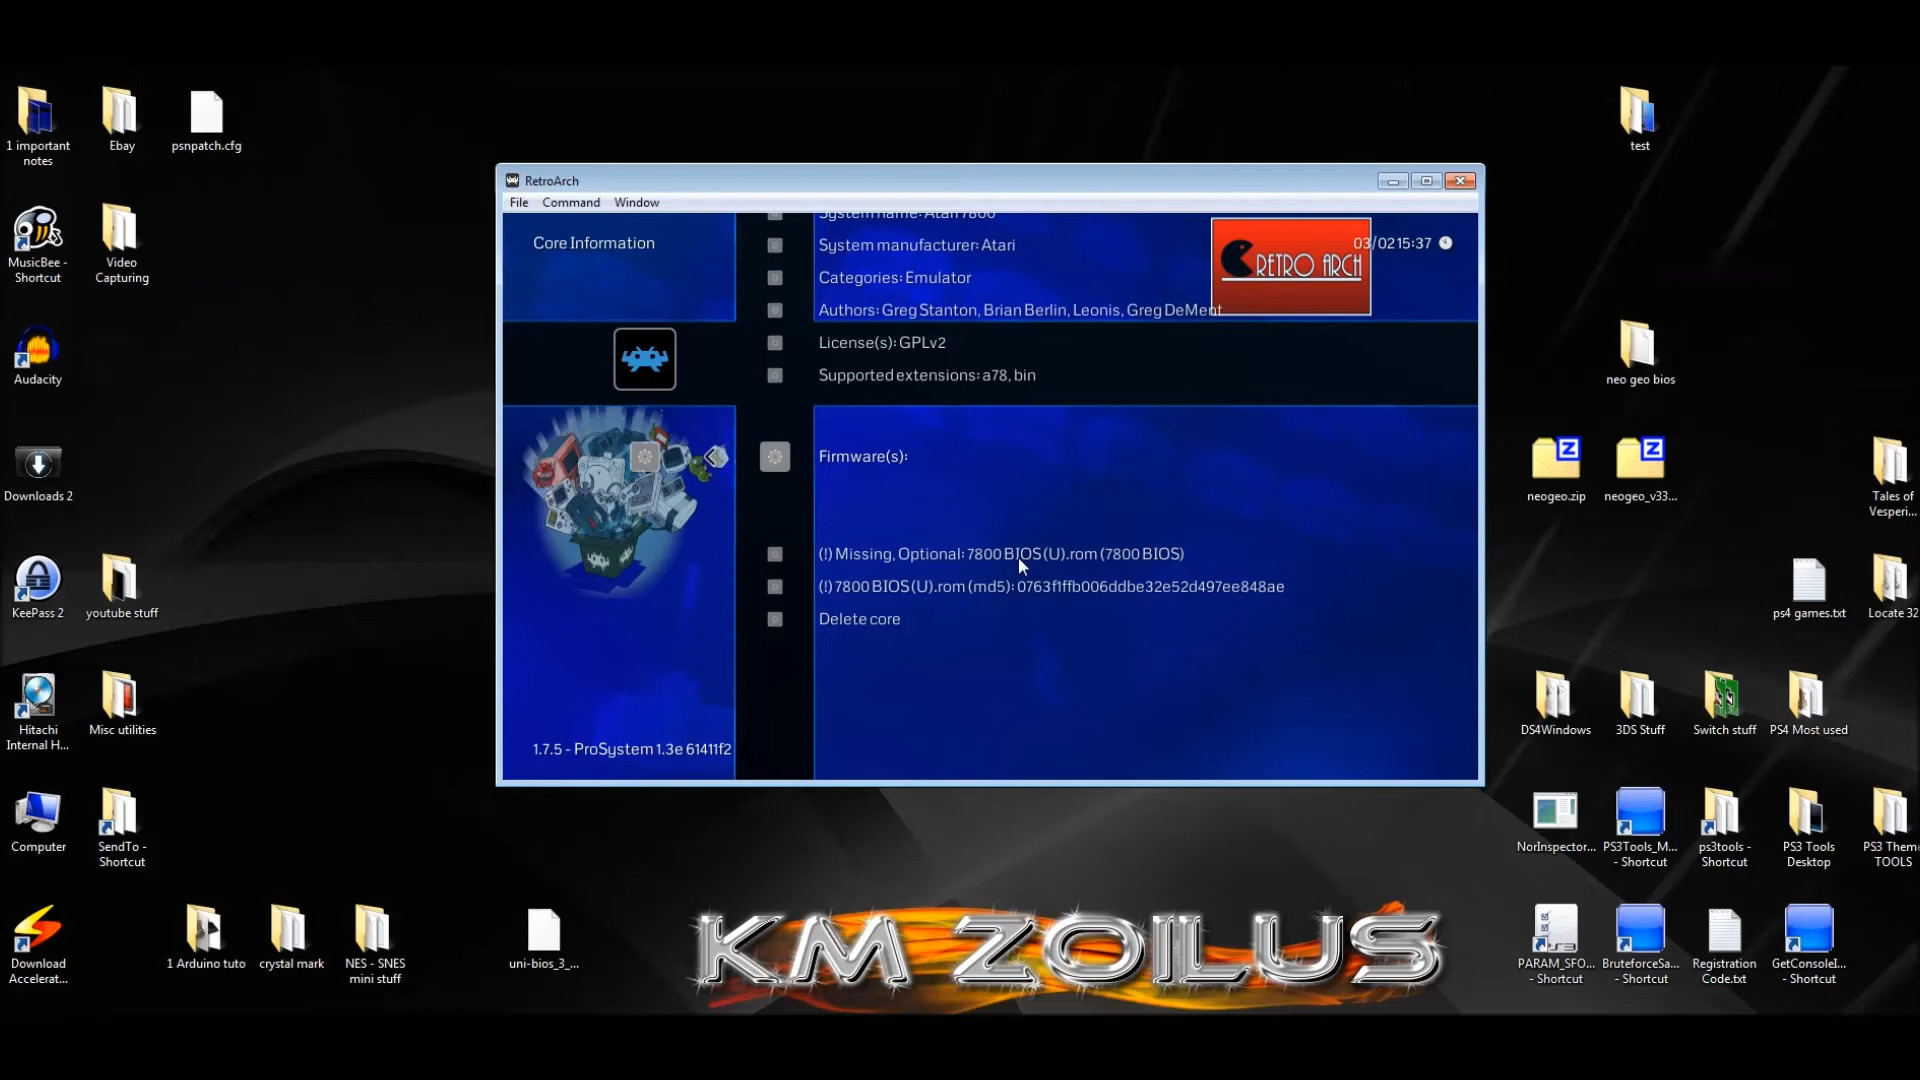 1 important
notes
Ebay
psnpatch.cfg
test
RetroArch
File Command Window
System name: Atari 7800
Core Information
System manufacturer: Atari
03/02 15:37
RETRO ARCH
Categories: Emulator
Authors: Greg Stanton, Brian Berlin, Leonis, Greg DeMent
License(s): GPLv2
Supported extensions: a78, bin
Firmware(s):
(!) Missing, Optional: 7800 BIOS (U).rom (7800 BIOS)
(!) 7800 BIOS (U).rom (md5): 0763f1ffb006ddbe32e52d497ee848ae
Delete core
1.7.5 - ProSystem 1.3e 61411f2
MusicBee -
Shortcut
Video
Capturing
Audacity
neo geo bios
Downloads 2
neogeo.zip
neogeo_v33...
Tales of
Vesperi...
KeePass 2
youtube stuff
ps4 games.txt
Locate 32
Hitachi
Internal H...
Misc utilities
DS4Windows
3DS Stuff
Switch stuff
PS4 Most used
Computer
SendTo -
Shortcut
NorInspector...
PS3Tools_M...
- Shortcut
ps3tools -
Shortcut
PS3 Tools
Desktop
PS3 Them
TOOLS
Download
Accelerat...
1 Arduino tuto
crystal mark
NES - SNES
mini stuff
uni-bios_3_...
KM ZOILUS
PARAM_SFO...
- Shortcut
BruteforceSa...
- Shortcut
Registration
Code.txt
GetConsoleI...
- Shortcut